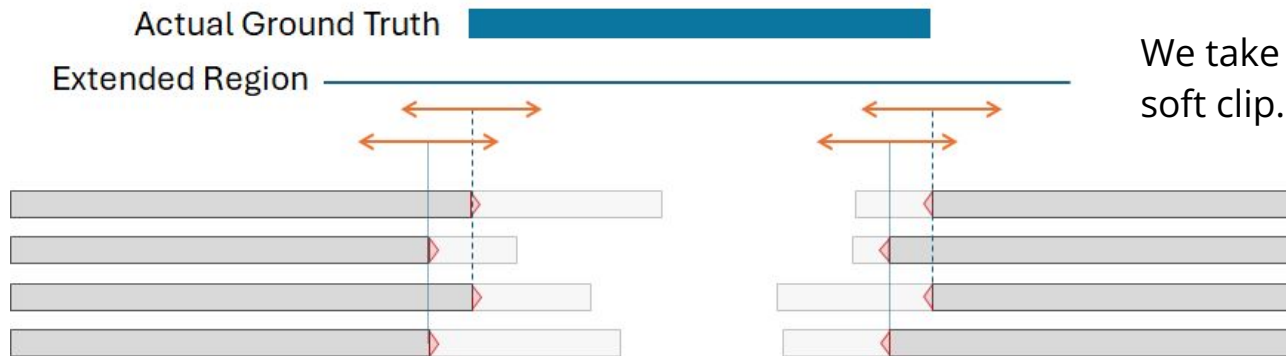 Actual Ground Truth
Extended Region
We take
soft clip.